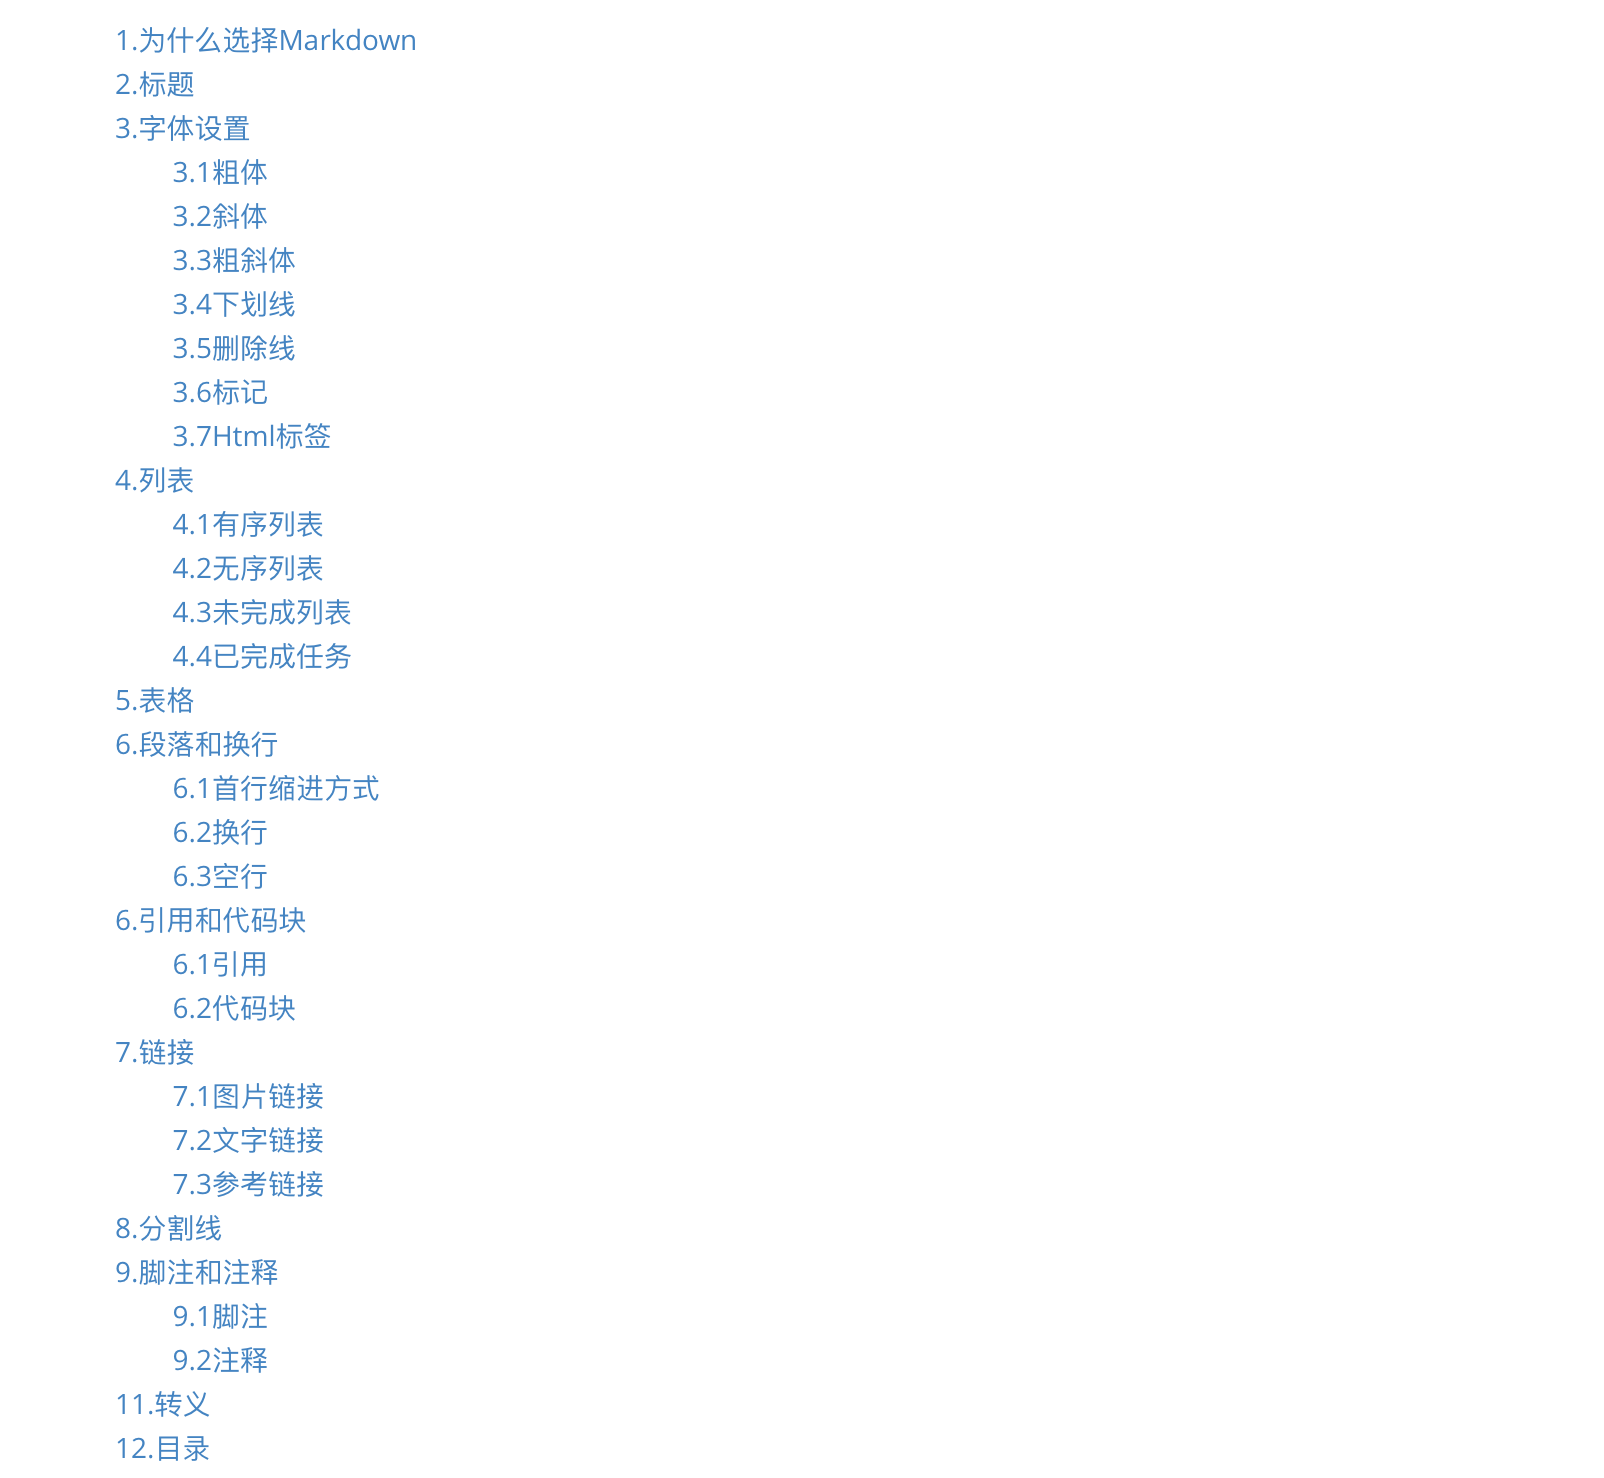 1.为什么选择Markdown
2.标题
3.字体设置
3.1粗体
3.2斜体
3.3粗斜体
3.4下划线
3.5删除线
3.6标记
3.7Html标签
4.列表
4.1有序列表
4.2无序列表
4.3未完成列表
4.4已完成任务
5.表格
6.段落和换行
6.1首行缩进方式
6.2换行
6.3空行
6.引用和代码块
6.1引用
6.2代码块
7.链接
7.1图片链接
7.2文字链接
7.3参考链接
8.分割线
9.脚注和注释
9.1脚注
9.2注释
11.转义
12.目录